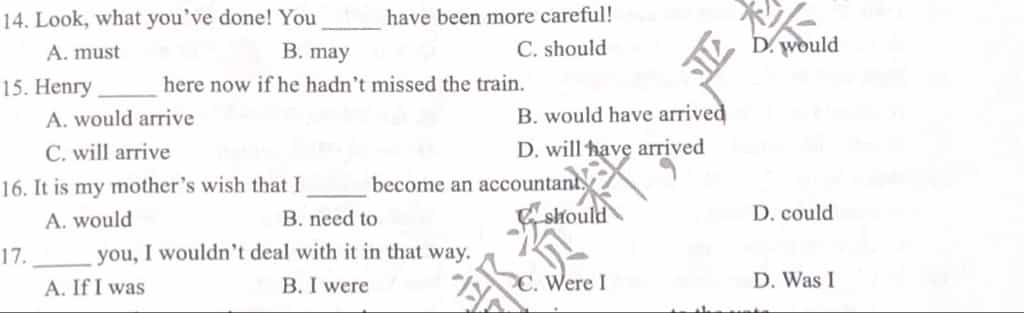 14. Look, what you’ve done! You ______ have been more careful!
A. must B. may C. should D. would
15. Henry ______ here now if he hadn’t missed the train.
A. would arrive B. would have arrived
C. will arrive D. will have arrived
16. It is my mother’s wish that I ______ become an accountant.
A. would B. need to C. should D. could
17. ______ you, I wouldn’t deal with it in that way.
A. If I was B. I were C. Were I D. Was I